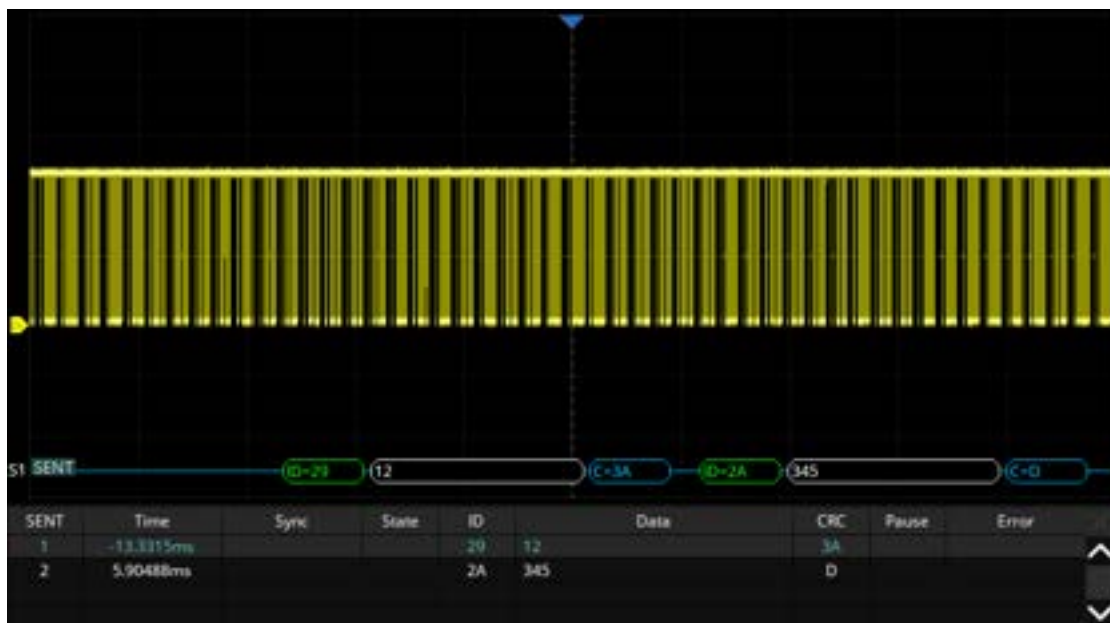 S1 SENT ID=29 12 C=3A ID=2A 345 C=D
SENT Time Sync State ID Data CRC Pause Error
1 -13.3315ms 29 12 3A
2 5.90488ms 2A 345 D